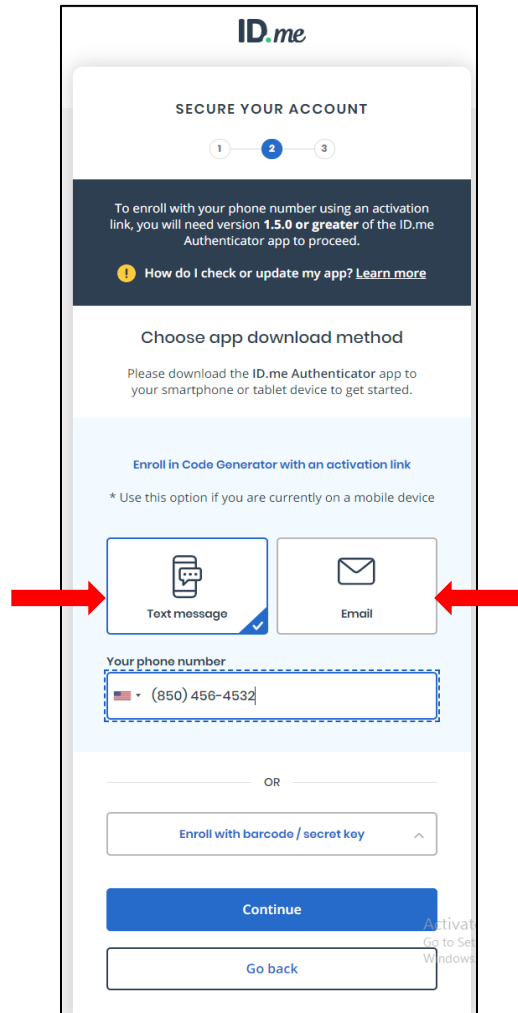 ID.me
SECURE YOUR ACCOUNT
1 2 3
To enroll with your phone number using an activation
link, you will need version 1.5.0 or greater of the ID.me
Authenticator app to proceed.
! How do I check or update my app? Learn more
Choose app download method
Please download the ID.me Authenticator app to
your smartphone or tablet device to get started.
Enroll in Code Generator with an activation link
* Use this option if you are currently on a mobile device
Text message Email
Your phone number
(850) 456-4532
OR
Enroll with barcode / secret key
Continue
Activat
Go to Set
Windows
Go back